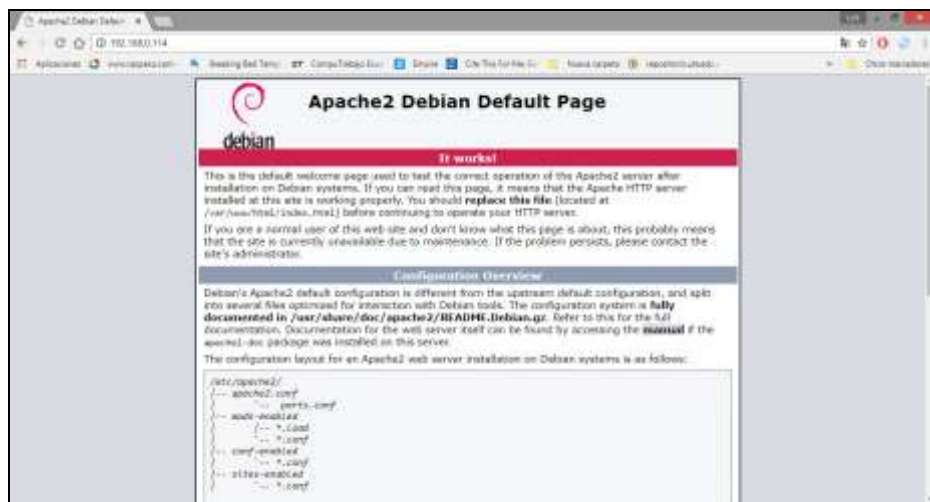 Apache2 Debian Default
192.168.0.114
Aplicaciones
Nueva carpeta
Apache2 Debian Default Page
debian
It works!
This is the default welcome page used to test the correct operation of the Apache2 server after
installation on Debian systems. If you can read this page, it means that the Apache HTTP server
installed at this site is working properly. You should replace this file (located at
/var/www/html/index.html) before continuing to operate your HTTP server.
If you are a normal user of this web site and don't know what this page is about, this probably means
that the site is currently unavailable due to maintenance. If the problem persists, please contact the
site's administrator.
Configuration Overview
Debian's Apache2 default configuration is different from the upstream default configuration, and split
into several files optimized for interaction with Debian tools. The configuration system is fully
documented in /usr/share/doc/apache2/README.Debian.gz. Refer to this for the full
documentation. Documentation for the web server itself can be found by accessing the manual if the
apache2-doc package was installed on this server.
The configuration layout for an Apache2 web server installation on Debian systems is as follows:
/etc/apache2/
|-- apache2.conf
| `-- ports.conf
|-- mods-enabled
| |-- *.load
| `-- *.conf
|-- conf-enabled
| `-- *.conf
|-- sites-enabled
| `-- *.conf